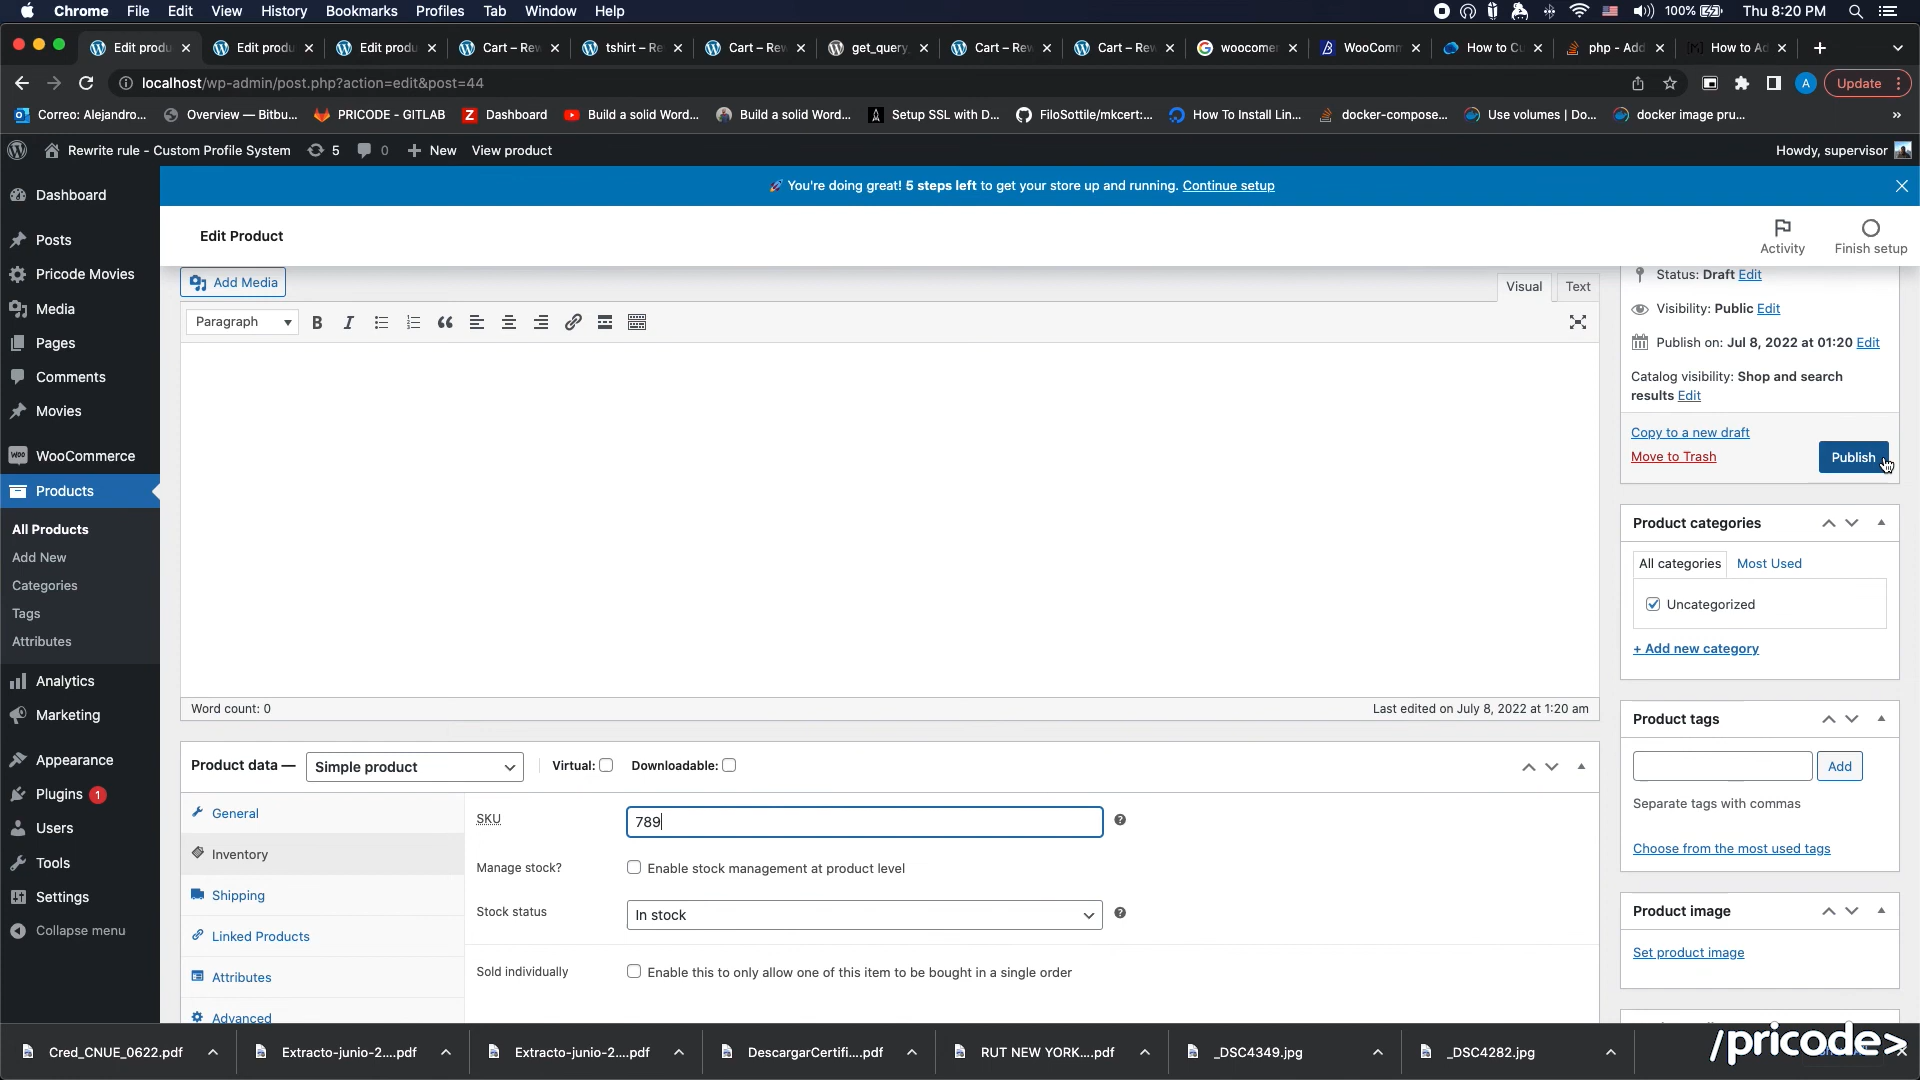 Chrome File Edit View History Bookmarks Profiles Tab Window Help 100% Thu 8:20 PM
Edit produ Edit produ Edit produ Cart – Rew tshirt – Re Cart – Rew get_query Cart – Rew Cart – Rew woocomer WooComm How to Cu php - Add How to Ad
localhost/wp-admin/post.php?action=edit&post=44 A Update
Correo: Alejandro... Overview — Bitbu... PRICODE - GITLAB Dashboard Build a solid Word... Build a solid Word... Setup SSL with D... FiloSottile/mkcert:... How To Install Lin... docker-compose... Use volumes | Do... docker image pru... »
Rewrite rule - Custom Profile System 5 0 + New View product Howdy, supervisor
You're doing great! 5 steps left to get your store up and running. Continue setup
Edit Product
Activity
Finish setup
Dashboard
Posts
Pricode Movies
Media
Pages
Comments
Movies
WooCommerce
Products
All Products
Add New
Categories
Tags
Attributes
Analytics
Marketing
Appearance
Plugins 1
Users
Tools
Settings
Collapse menu
Add Media
Visual Text
Paragraph
Word count: 0 Last edited on July 8, 2022 at 1:20 am
Product data — Simple product Virtual: Downloadable:
General
Inventory
Shipping
Linked Products
Attributes
Advanced
SKU 789
Manage stock? Enable stock management at product level
Stock status In stock
Sold individually Enable this to only allow one of this item to be bought in a single order
Status: Draft Edit
Visibility: Public Edit
Publish on: Jul 8, 2022 at 01:20 Edit
Catalog visibility: Shop and search
results Edit
Copy to a new draft
Move to Trash
Publish
Product categories
All categories Most Used
Uncategorized
+ Add new category
Product tags
Add
Separate tags with commas
Choose from the most used tags
Product image
Set product image
Cred_CNUE_0622.pdf Extracto-junio-2....pdf Extracto-junio-2....pdf DescargarCertifi....pdf RUT NEW YORK....pdf _DSC4349.jpg _DSC4282.jpg
/pricode>